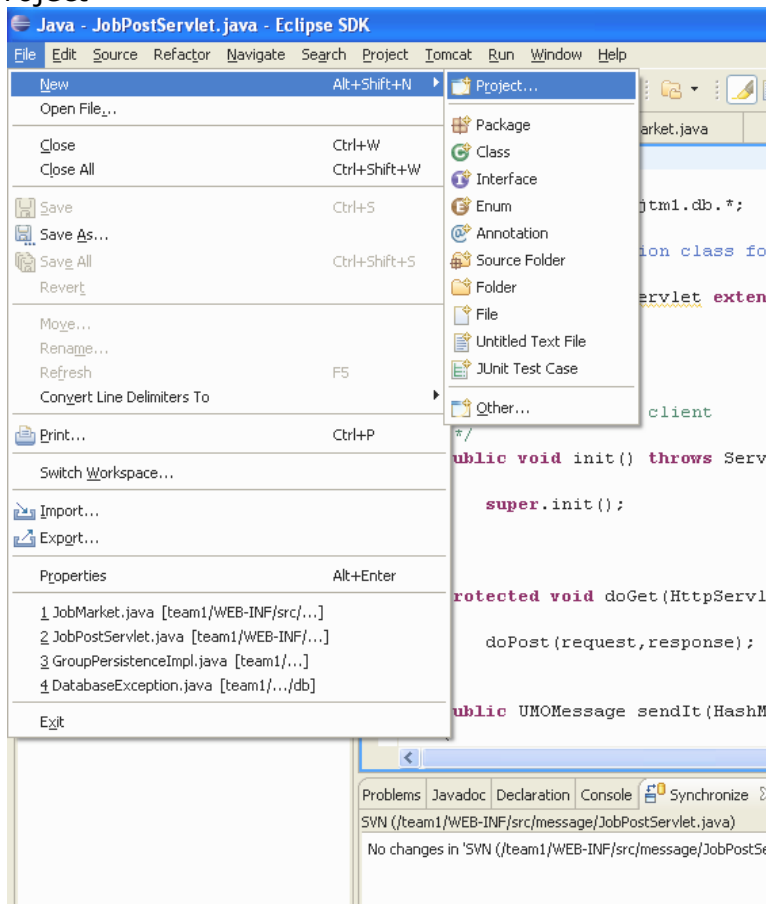 Java - JobPostServlet.java - Eclipse SDK
File Edit Source Refactor Navigate Search Project Tomcat Run Window Help
New Alt+Shift+N
Open File...
Close Ctrl+W
Close All Ctrl+Shift+W
Save Ctrl+S
Save As...
Save All Ctrl+Shift+S
Revert
Move...
Rename...
Refresh F5
Convert Line Delimiters To
Print... Ctrl+P
Switch Workspace...
Import...
Export...
Properties Alt+Enter
1 JobMarket.java [team1/WEB-INF/src/...]
2 JobPostServlet.java [team1/WEB-INF/...]
3 GroupPersistenceImpl.java [team1/...]
4 DatabaseException.java [team1/.../db]
Exit
Project...
Package
Class
Interface
Enum
Annotation
Source Folder
Folder
File
Untitled Text File
JUnit Test Case
Other...
arket.java
jtm1.db.*;
ion class fo
ervlet exten
client
*/
ublic void init() throws Serv
super.init();
rotected void doGet(HttpServl
doPost(request,response);
ublic UMOMessage sendIt(HashM
Problems Javadoc Declaration Console Synchronize
SVN (/team1/WEB-INF/src/message/JobPostServlet.java)
No changes in 'SVN (/team1/WEB-INF/src/message/JobPostSe